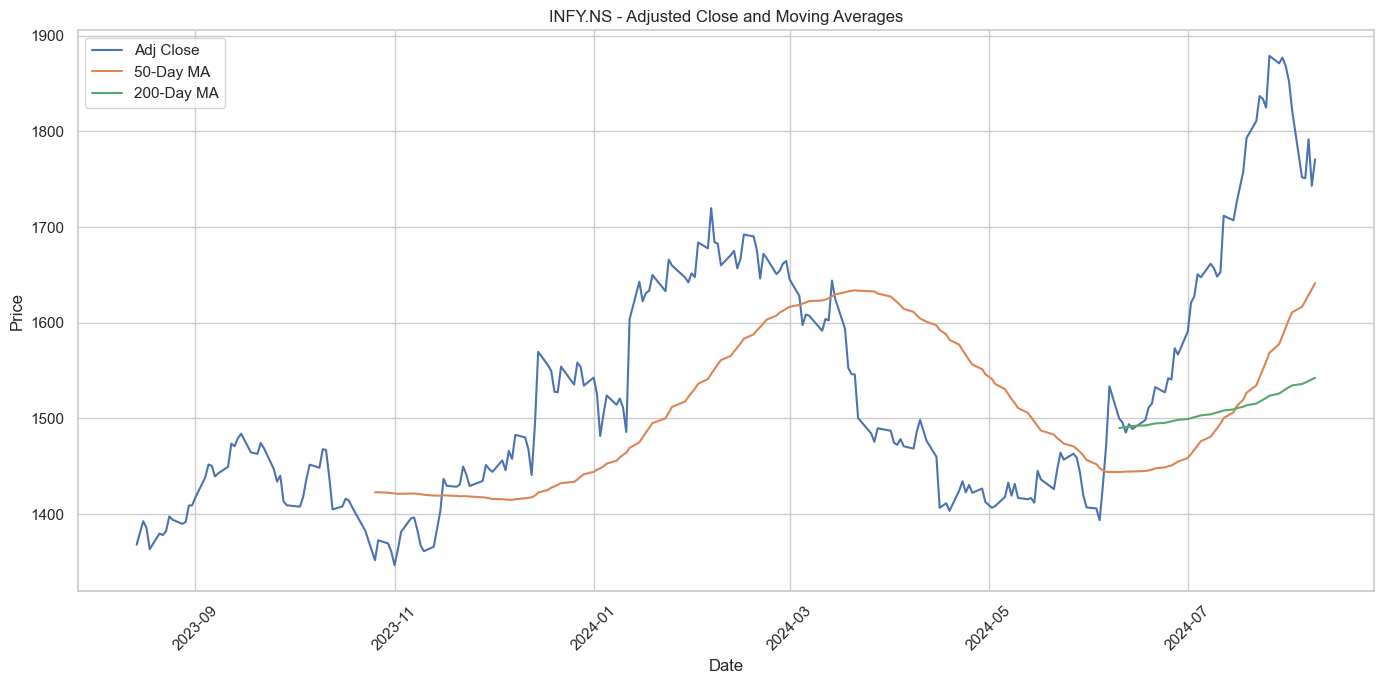 INFY.NS - Adjusted Close and Moving Averages
Adj Close
50-Day MA
200-Day MA
1900
1800
1700
1600
1500
1400
Price
2023-09
2023-11
2024-01
2024-03
2024-05
2024-07
Date